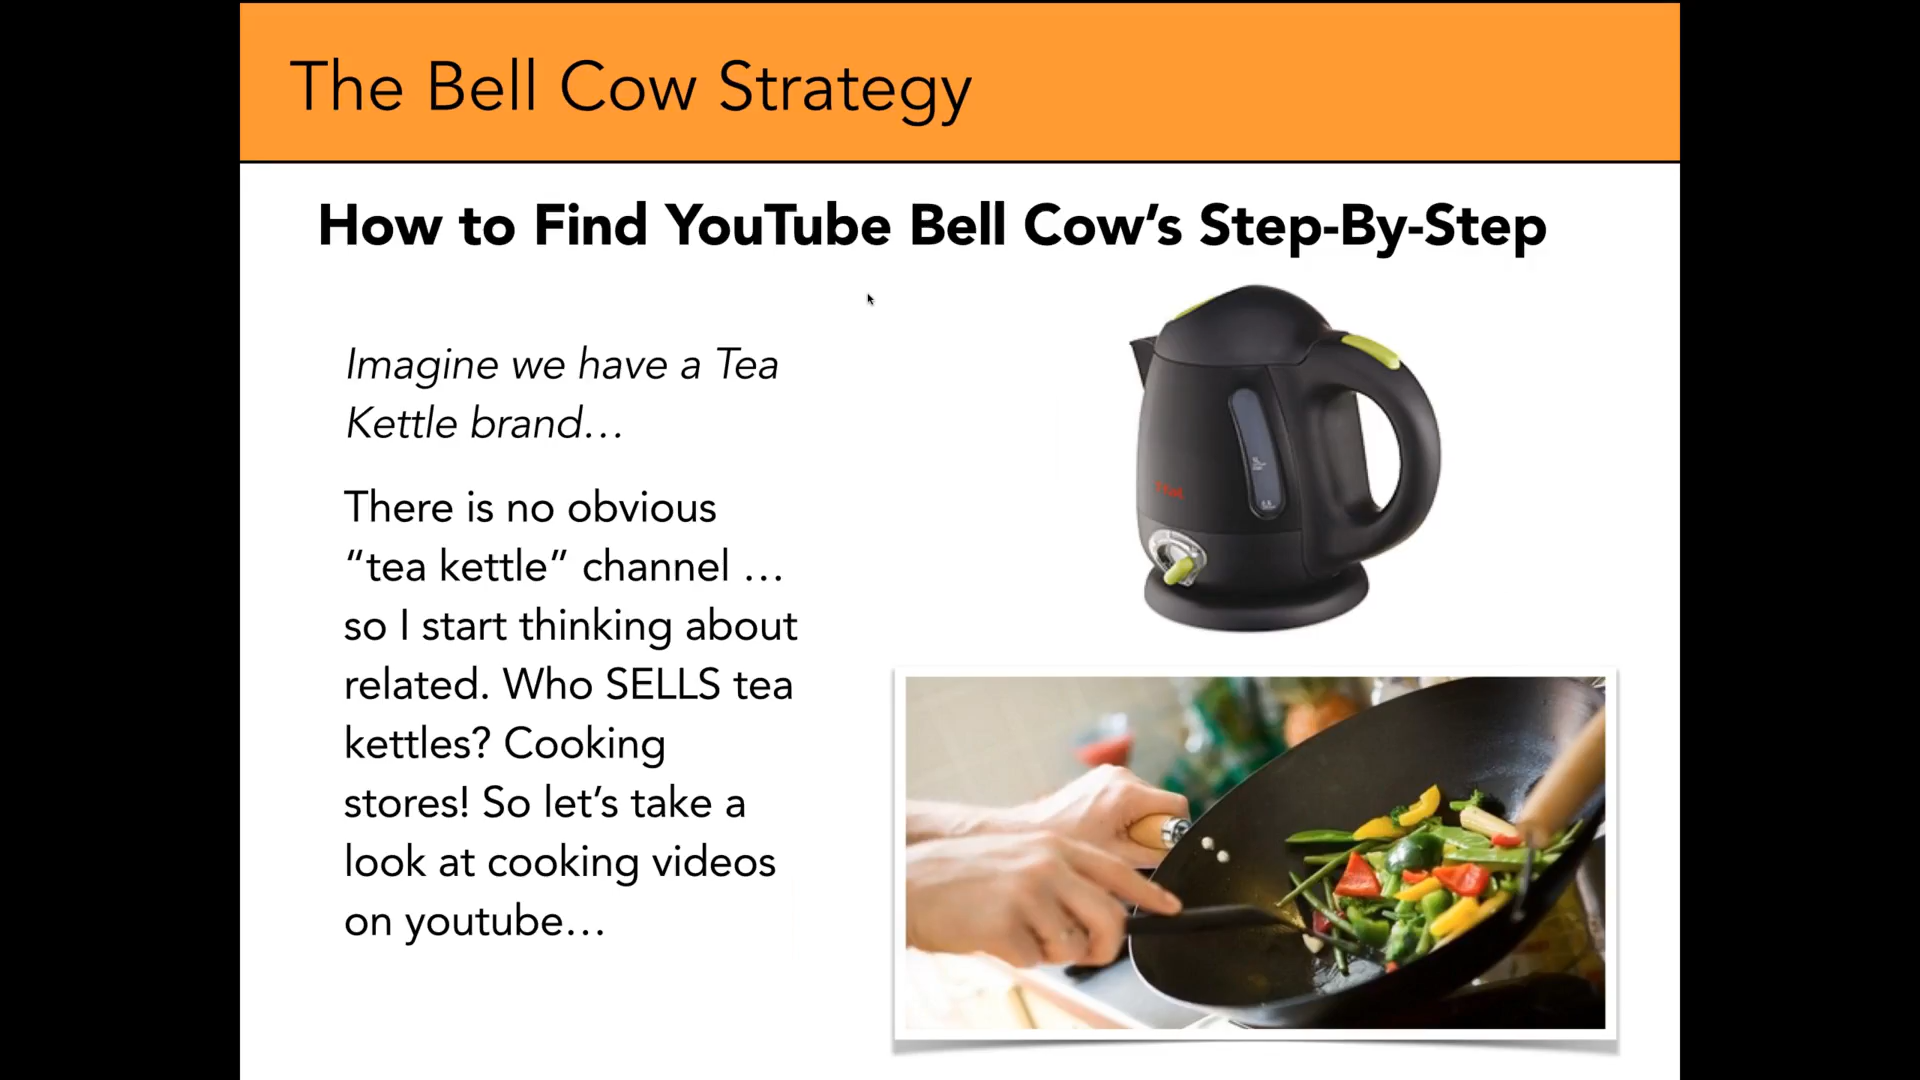 The Bell Cow Strategy
How to Find YouTube Bell Cow’s Step-By-Step
Imagine we have a Tea
Kettle brand…
There is no obvious
“tea kettle” channel …
so I start thinking about
related. Who SELLS tea
kettles? Cooking
stores! So let’s take a
look at cooking videos
on youtube…